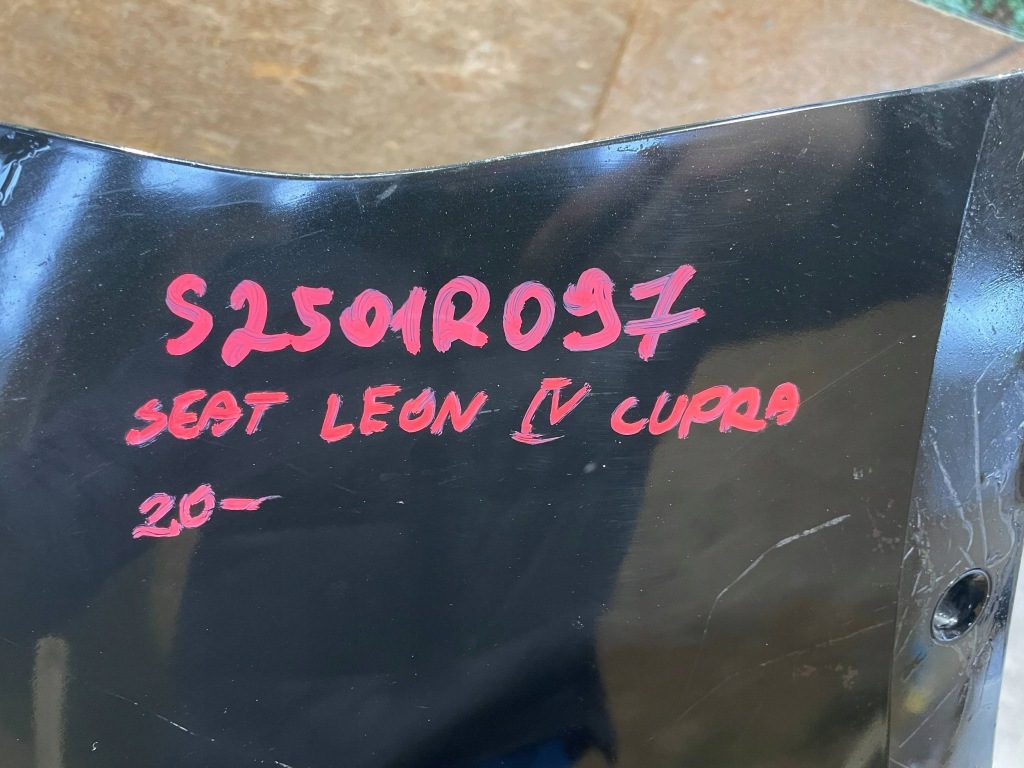 S2501R097
SEAT LEON IV CUPRA
20-